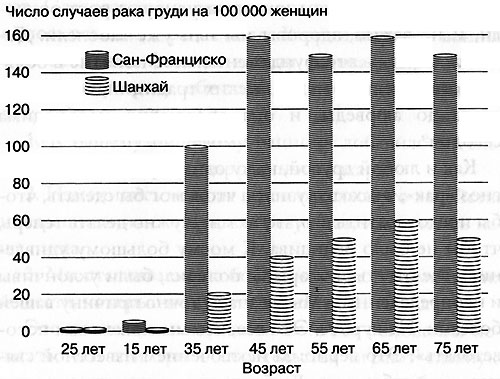 Число случаев рака груди на 100 000 женщин
160
Сан-Франциско
140
Шанхай
120
100
80
60
40
20
0
25 лет 15 лет 35 лет 45 лет 55 лет 65 лет 75 лет
Возраст